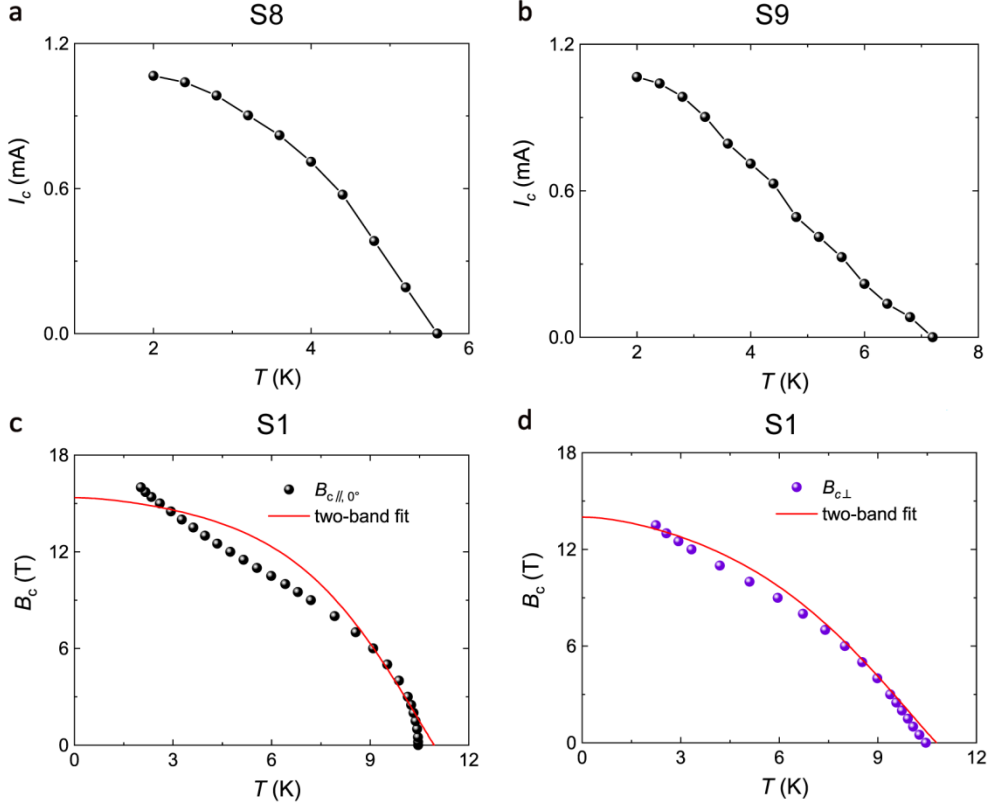 a
S8
1.2
0.6
0.0
I_c (mA)
2
4
6
T (K)
b
S9
1.2
0.6
0.0
I_c (mA)
2
4
6
8
T (K)
c
S1
18
12
6
0
B_c (T)
B_c //, 0°
two-band fit
0
3
6
9
12
T (K)
d
S1
18
12
6
0
B_c (T)
B_c⊥
two-band fit
0
3
6
9
12
T (K)